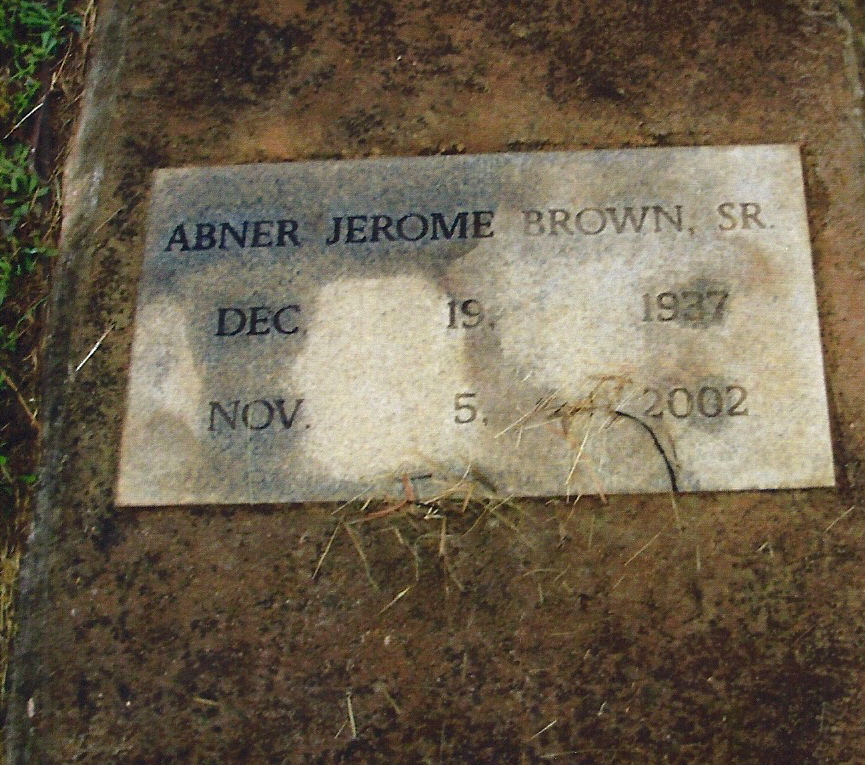 ABNER JEROME BROWN, SR.
DEC. 19, 1937
NOV. 5, 2002